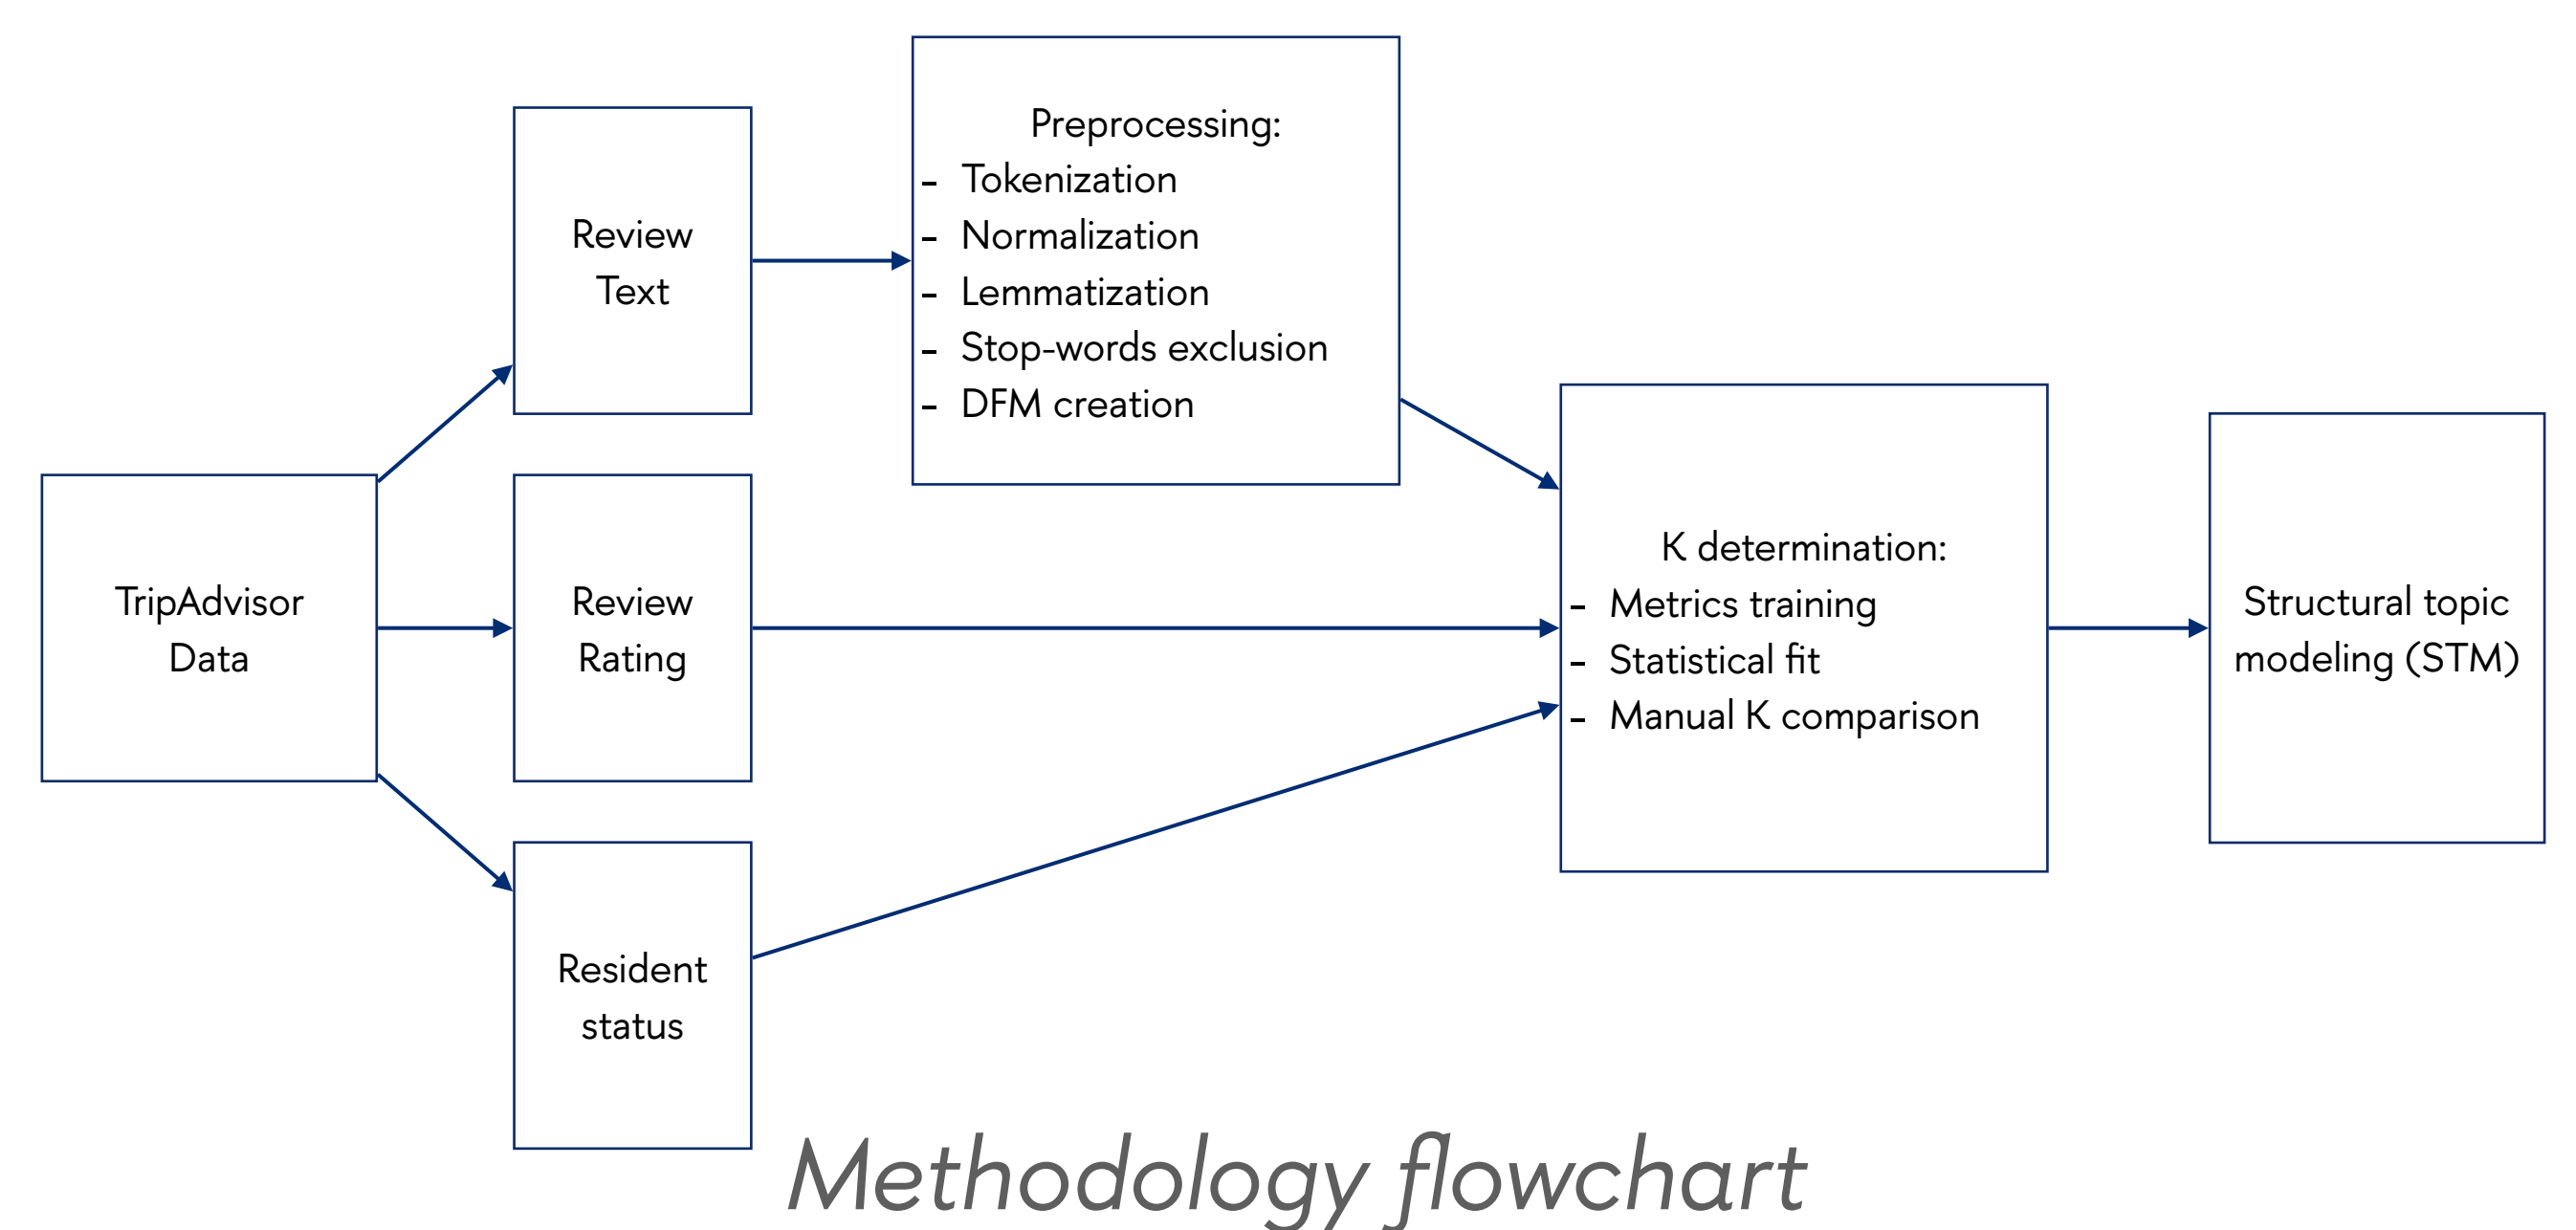 TripAdvisor
Data
Review
Text
Review
Rating
Resident
status
Preprocessing:
- Tokenization
- Normalization
- Lemmatization
- Stop-words exclusion
- DFM creation
K determination:
- Metrics training
- Statistical fit
- Manual K comparison
Structural topic
modeling (STM)
Methodology flowchart